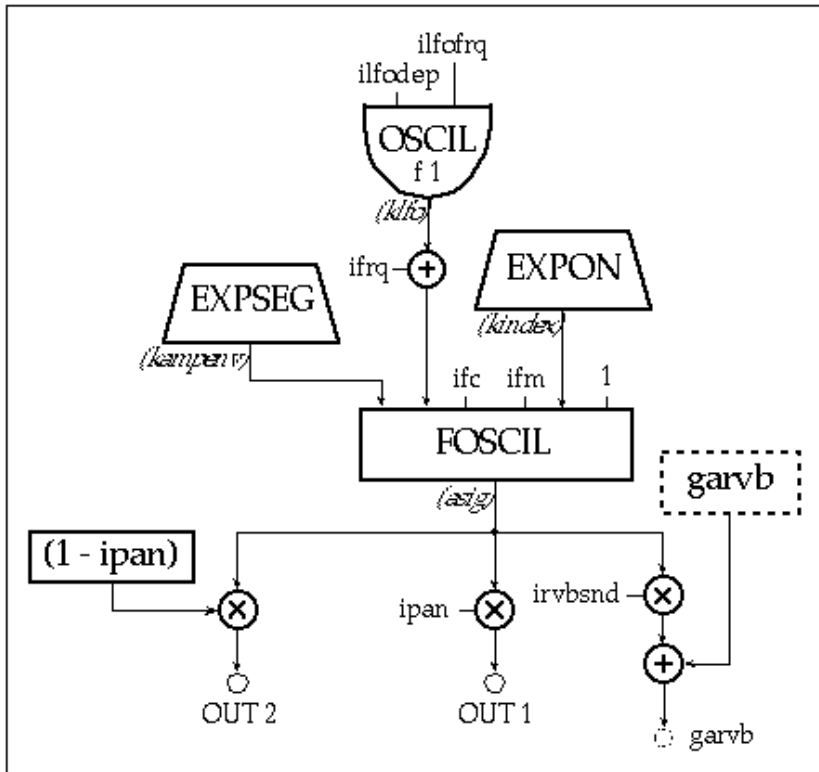 ilfofrq
ilfodep
OSCIL
f 1
(klfo)
ifrq
+
EXPON
EXPSEG
(kindex)
(kampenv)
ifc ifm 1
FOSCIL
(asig)
garvb
(1 - ipan)
×
ipan
×
irvbsnd
×
+
OUT 2
OUT 1
garvb